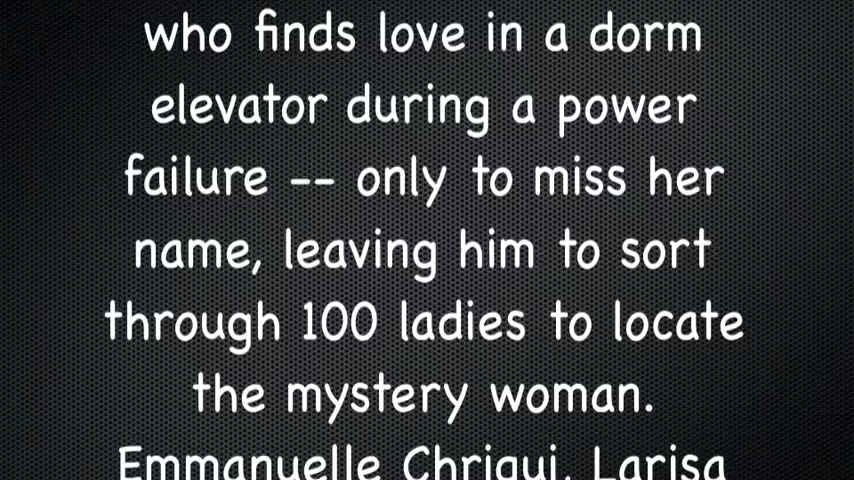 who finds love in a dorm
elevator during a power
failure -- only to miss her
name, leaving him to sort
through 100 ladies to locate
the mystery woman.
Emmanuelle Chriqui, Larisa